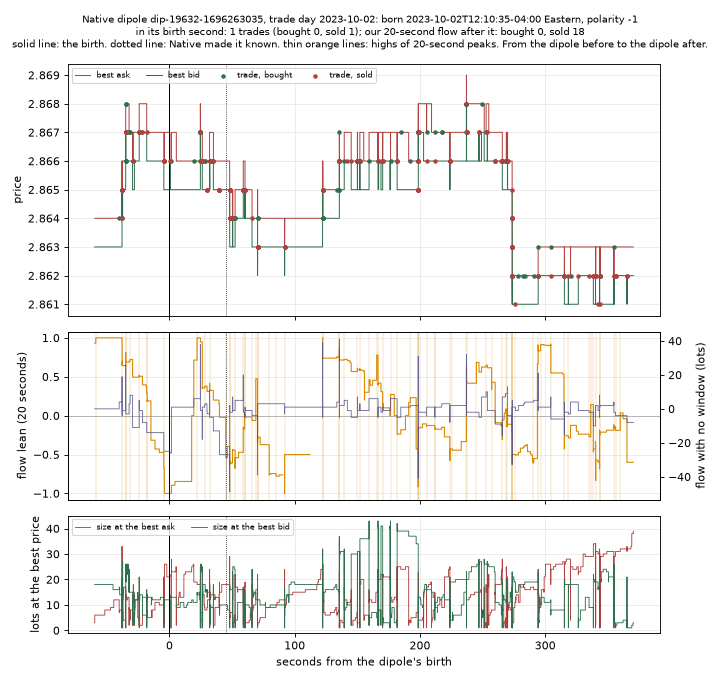 Native dipole dip-19632-1696263035, trade day 2023-10-02: born 2023-10-02T12:10:35-04:00 Eastern, polarity -1
in its birth second: 1 trades (bought 0, sold 1); our 20-second flow after it: bought 0, sold 18
solid line: the birth. dotted line: Native made it known. thin orange lines: highs of 20-second peaks. From the dipole before to the dipole after.
best ask
best bid
trade, bought
trade, sold
2.869
2.868
2.867
2.866
2.865
2.864
2.863
2.862
2.861
price
1.0
0.5
0.0
−0.5
−1.0
flow lean (20 seconds)
40
20
0
−20
−40
flow with no window (lots)
size at the best ask
size at the best bid
40
30
20
10
0
lots at the best price
0
100
200
300
seconds from the dipole's birth